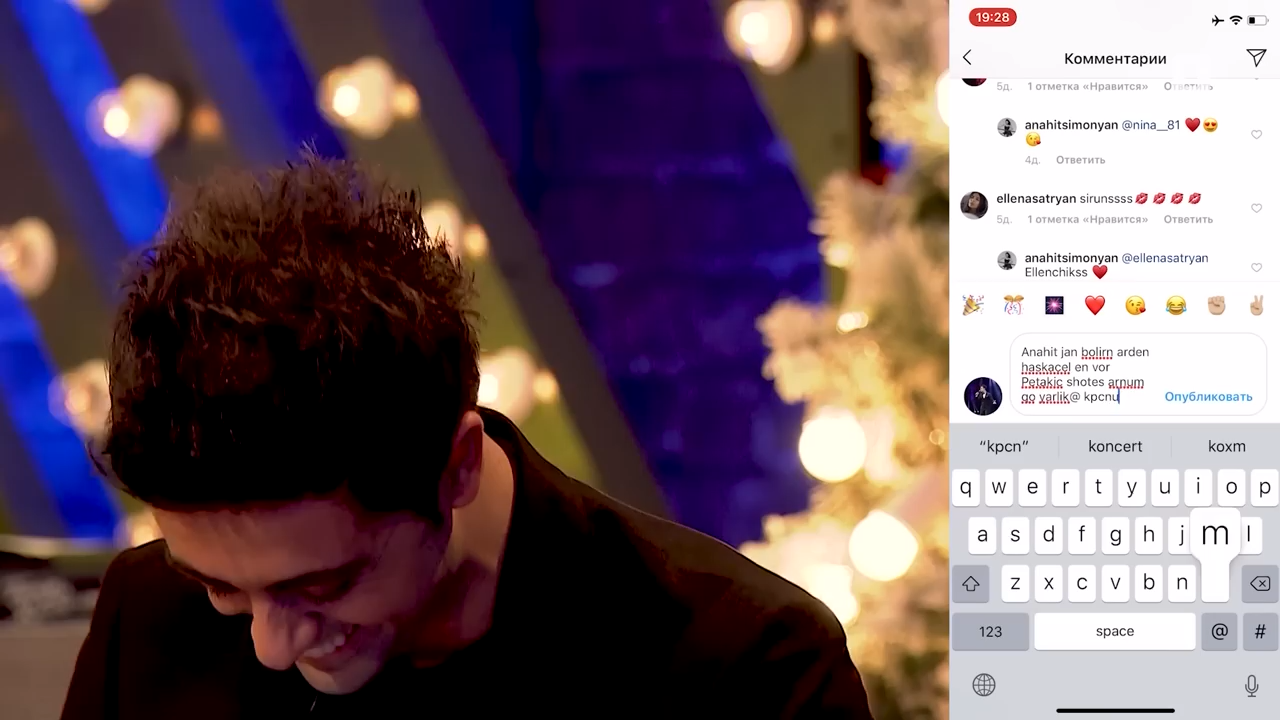 19:28
Комментарии
5д. 1 отметка «Нравится» Ответить
anahitsimonyan @nina__81 ❤️😍
😘
4д. Ответить
ellenasatryan sirunssss💋💋💋💋
5д. 1 отметка «Нравится» Ответить
anahitsimonyan @ellenasatryan
Ellenchikss ❤️
Anahit jan bolirn arden
haskacel en vor
Petakic shotes arnum
go varlik@ kpcnu
Опубликовать
“kpcn” koncert koxm
q w e r t y u i o p
a s d f g h j m l
z x c v b n
123 space @ #